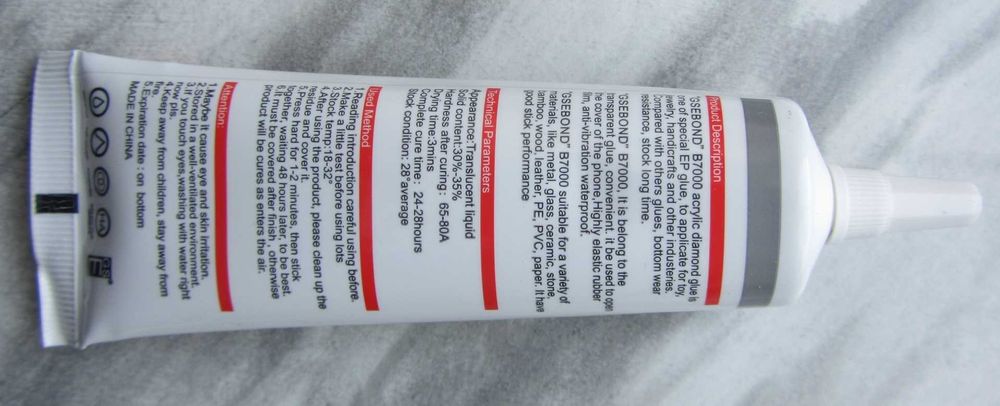 Product Description
GSEBOND™ B7000 acrylic diamond glue is
one of special EP glue, to applicate for toy,
jewerry, handicrafts and other industeries.
Compared with others glues, bottom wear
resistance, stock long time.
GSEBOND™ B7000, It is belong to the
transparent glue, convenient. it be used to open
he cover of the phone,Highly elastic rubber
film, anti-vibration waterproof.
GSEBOND™ B7000 suitable for a variety of
materials, like metal, glass, ceramic, stone,
bamboo, wood, leather, PE, PVC, paper. It have
good stick performance
Technical Parameters
Appearance:Translucent liquid
Solid content:30%-35%
Hardness after curing: 65-80A
Drying time:3mins
Complete cure time: 24-28hours
Stock condition: 28°average
Used Method
1.Reading introduction careful using before.
2.Make a little test before using lots
3.Stock temp:18-32°
4.After using the product, please clean up the
residue and cover it.
5.Press hard for 1-2 minutes, then stick
together, waiting 48 hours later, to be best.
6.It must be covered after finish, otherwise
product will be cures as enters the air.
Attention:
1.Maybe it cause eye and skin irritation.
2.Stored in a well-ventilated environment.
3.If you touch eyes,washing with water right
now pls.
4.Keep away from children, stay away from
fire.
5.Expiration date : on bottom
MADE IN CHINA